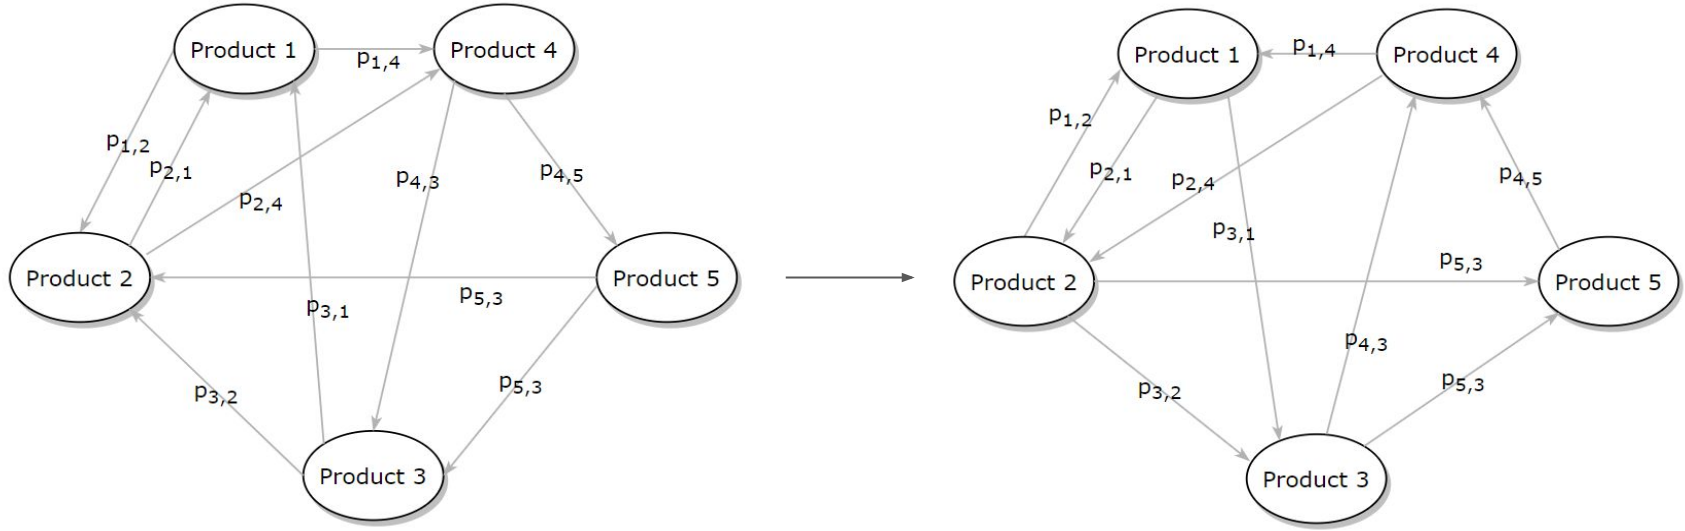 Product 1
Product 4
p1,4
p1,2
p2,1
p2,4
p4,3
p4,5
Product 2
Product 5
p5,3
p3,1
p3,2
p5,3
Product 3
Product 1
Product 4
p1,4
p1,2
p2,1
p2,4
p4,5
p3,1
Product 2
p5,3
Product 5
p4,3
p3,2
p5,3
Product 3